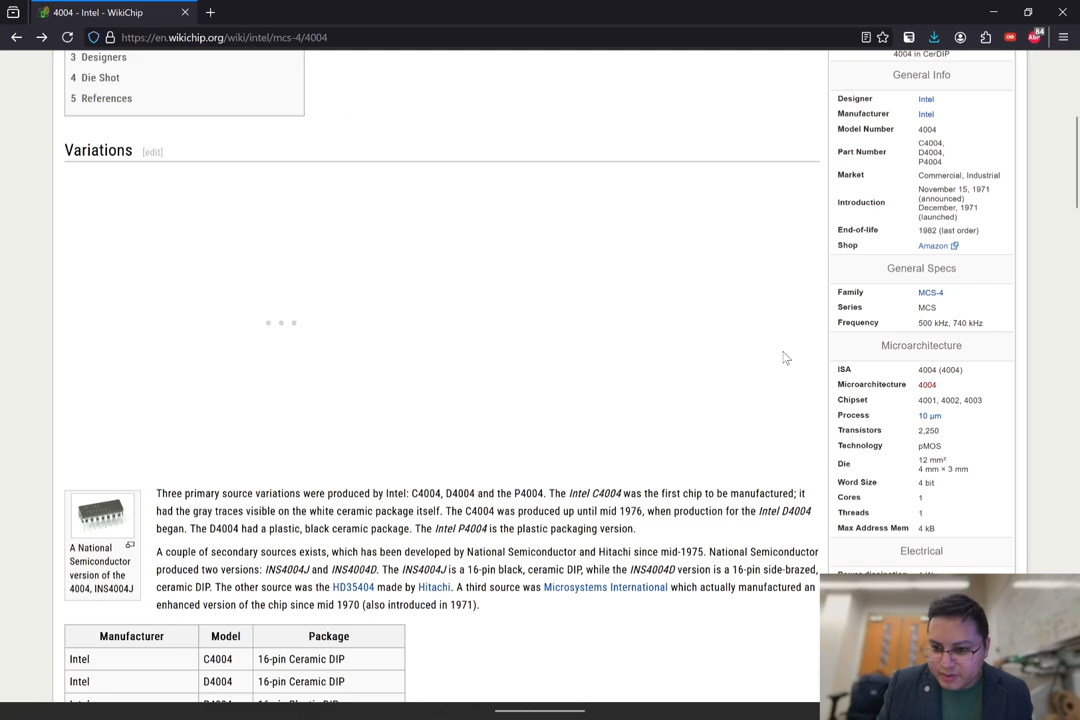 4004 - Intel - WikiChip
https://en.wikichip.org/wiki/intel/mcs-4/4004
84
3 Designers
4 Die Shot
5 References
Variations [edit]
A National
Semiconductor
version of the
4004, INS4004J
Three primary source variations were produced by Intel: C4004, D4004 and the P4004. The Intel C4004 was the first chip to be manufactured; it
had the gray traces visible on the white ceramic package itself. The C4004 was produced up until mid 1976, when production for the Intel D4004
began. The D4004 had a plastic, black ceramic package. The Intel P4004 is the plastic packaging version.
A couple of secondary sources exists, which has been developed by National Semiconductor and Hitachi since mid-1975. National Semiconductor
produced two versions: INS4004J and INS4004D. The INS4004J is a 16-pin black, ceramic DIP, while the INS4004D version is a 16-pin side-brazed,
ceramic DIP. The other source was the HD35404 made by Hitachi. A third source was Microsystems International which actually manufactured an
enhanced version of the chip since mid 1970 (also introduced in 1971).
Manufacturer Model Package
Intel C4004 16-pin Ceramic DIP
Intel D4004 16-pin Ceramic DIP
4004 in CerDIP
General Info
Designer Intel
Manufacturer Intel
Model Number 4004
Part Number C4004,
D4004,
P4004
Market Commercial, Industrial
Introduction November 15, 1971
(announced)
December, 1971
(launched)
End-of-life 1982 (last order)
Shop Amazon
General Specs
Family MCS-4
Series MCS
Frequency 500 kHz, 740 kHz
Microarchitecture
ISA 4004 (4004)
Microarchitecture 4004
Chipset 4001, 4002, 4003
Process 10 μm
Transistors 2,250
Technology pMOS
Die 12 mm²
4 mm × 3 mm
Word Size 4 bit
Cores 1
Threads 1
Max Address Mem 4 kB
Electrical